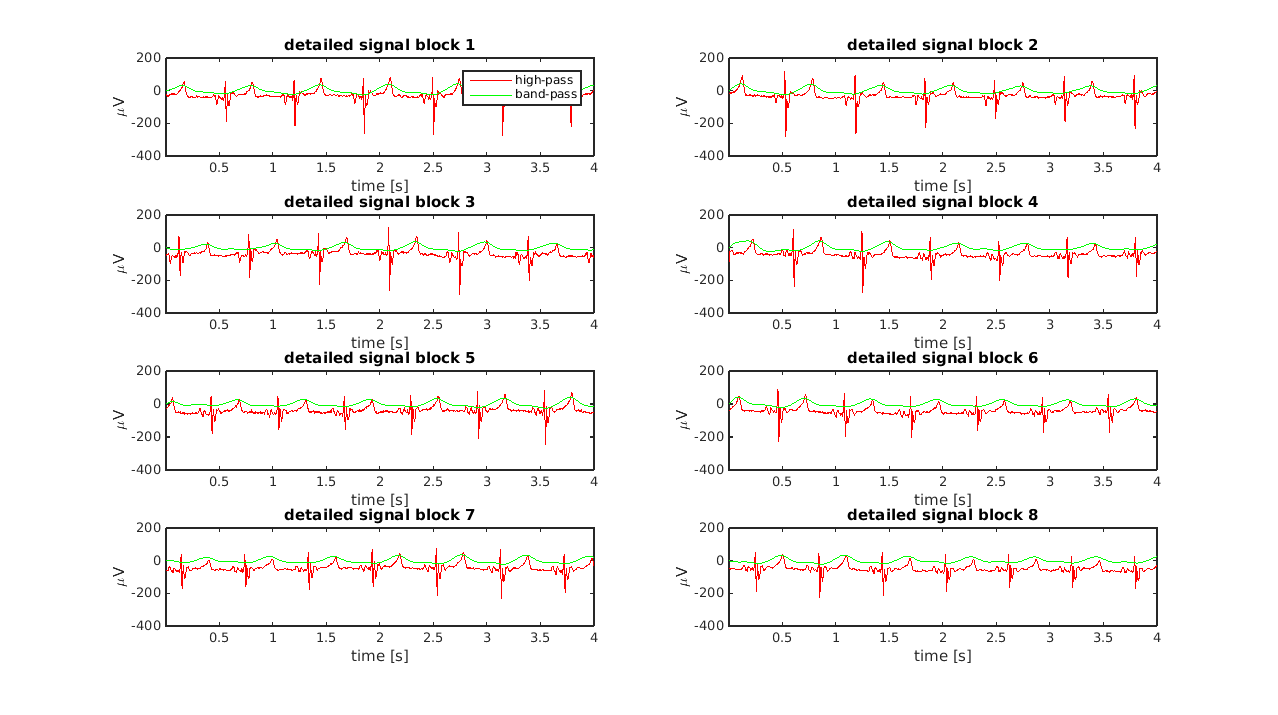 detailed signal block 1
200
0
-200
-400
μV
high-pass
band-pass
0.5 1 1.5 2 2.5 3 3.5 4
time [s]
detailed signal block 2
200
0
-200
-400
μV
0.5 1 1.5 2 2.5 3 3.5 4
time [s]
detailed signal block 3
200
0
-200
-400
μV
0.5 1 1.5 2 2.5 3 3.5 4
time [s]
detailed signal block 4
200
0
-200
-400
μV
0.5 1 1.5 2 2.5 3 3.5 4
time [s]
detailed signal block 5
200
0
-200
-400
μV
0.5 1 1.5 2 2.5 3 3.5 4
time [s]
detailed signal block 6
200
0
-200
-400
μV
0.5 1 1.5 2 2.5 3 3.5 4
time [s]
detailed signal block 7
200
0
-200
-400
μV
0.5 1 1.5 2 2.5 3 3.5 4
time [s]
detailed signal block 8
200
0
-200
-400
μV
0.5 1 1.5 2 2.5 3 3.5 4
time [s]